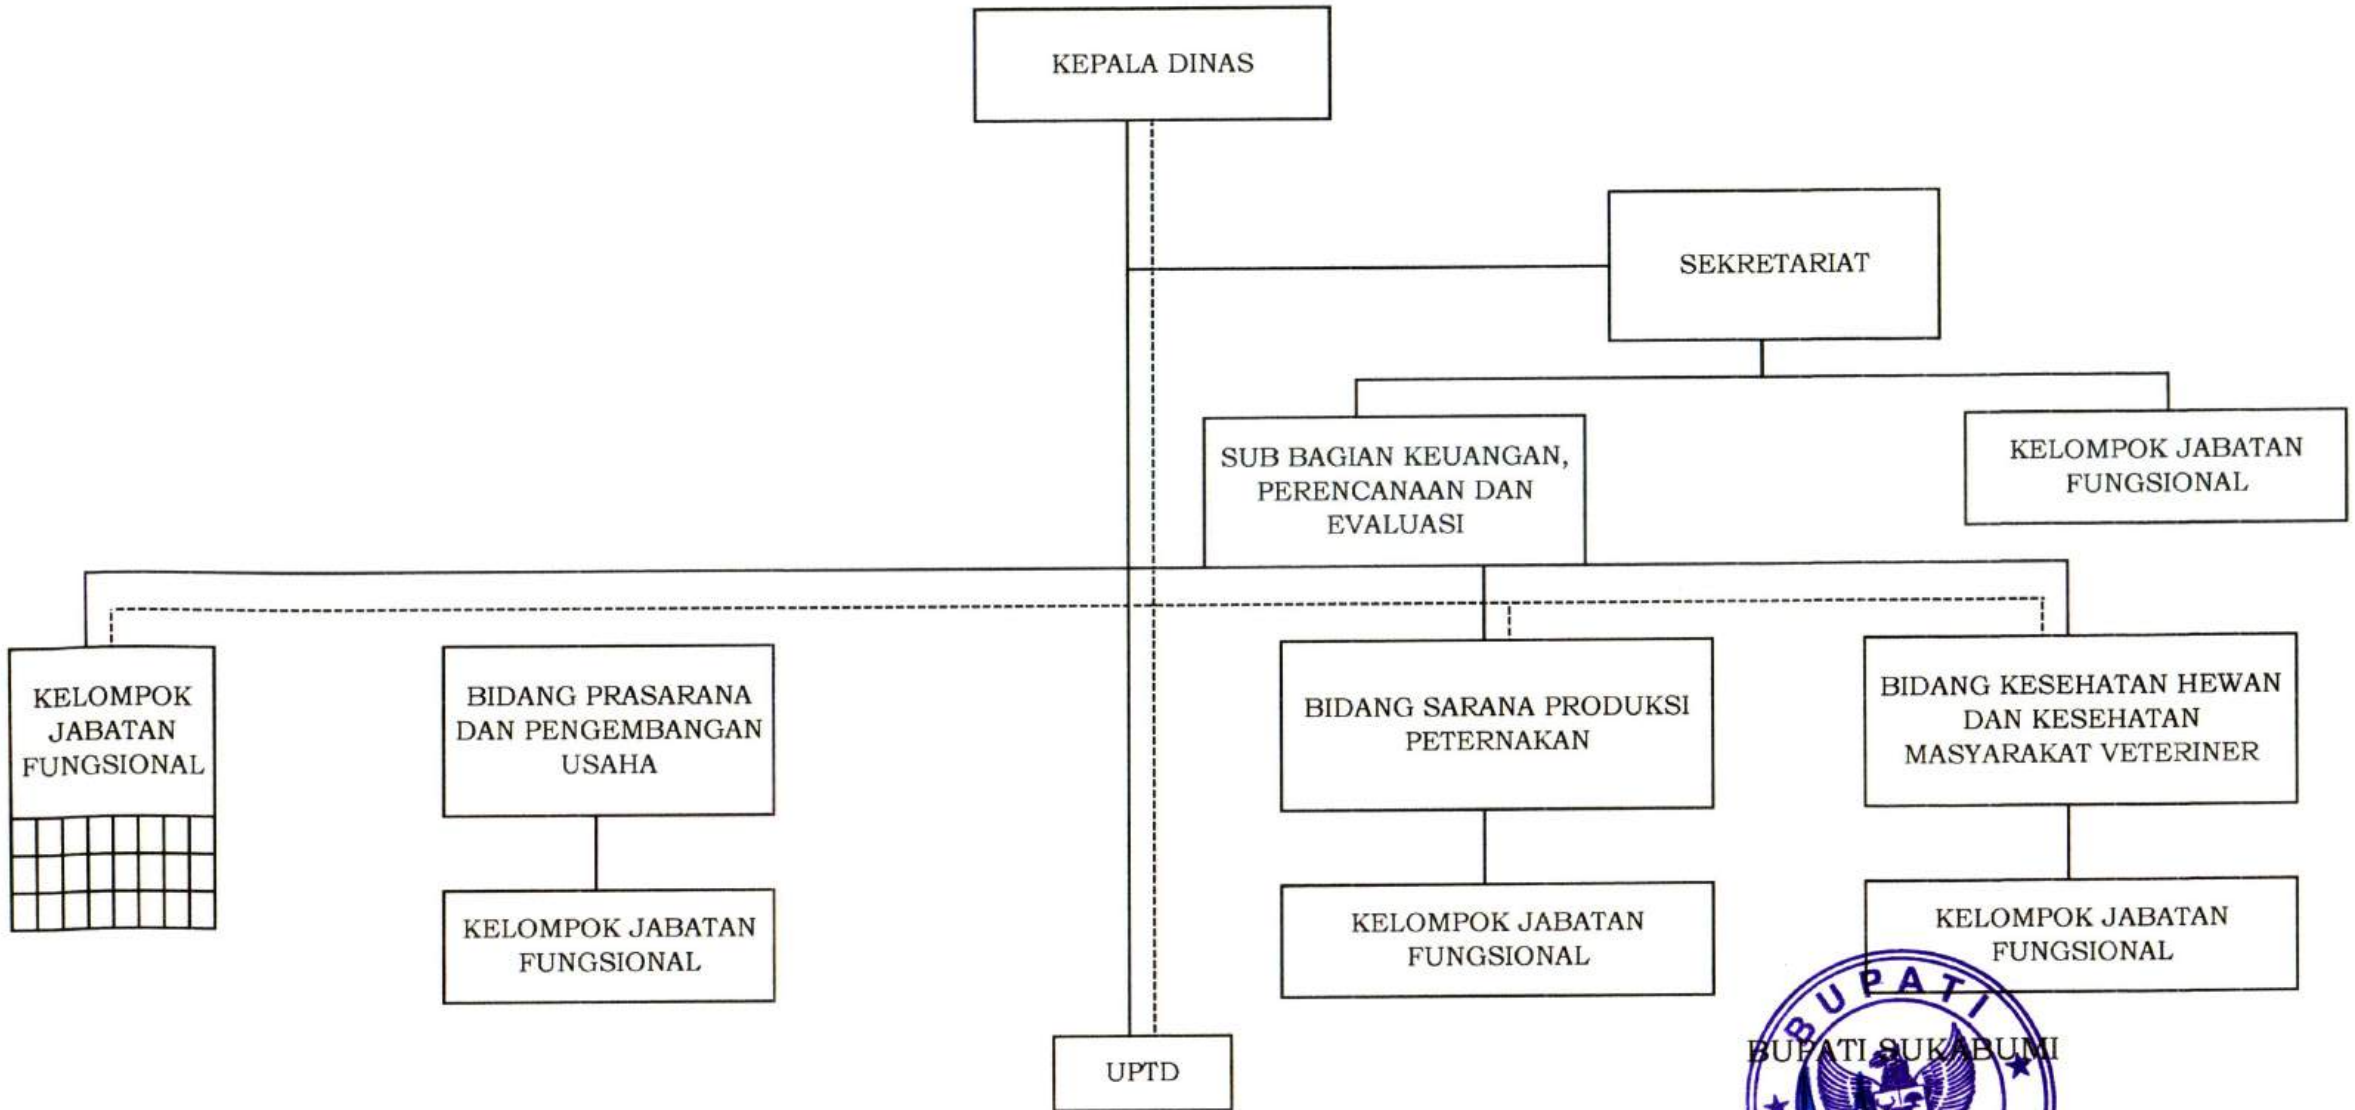 KEPALA DINAS
SEKRETARIAT
SUB BAGIAN KEUANGAN,
PERENCANAAN DAN
EVALUASI
KELOMPOK JABATAN
FUNGSIONAL
KELOMPOK
JABATAN
FUNGSIONAL
BIDANG PRASARANA
DAN PENGEMBANGAN
USAHA
BIDANG SARANA PRODUKSI
PETERNAKAN
BIDANG KESEHATAN HEWAN
DAN KESEHATAN
MASYARAKAT VETERINER
KELOMPOK JABATAN
FUNGSIONAL
KELOMPOK JABATAN
FUNGSIONAL
KELOMPOK JABATAN
FUNGSIONAL
UPTD
BUPATI
BUPATI SUKABUMI